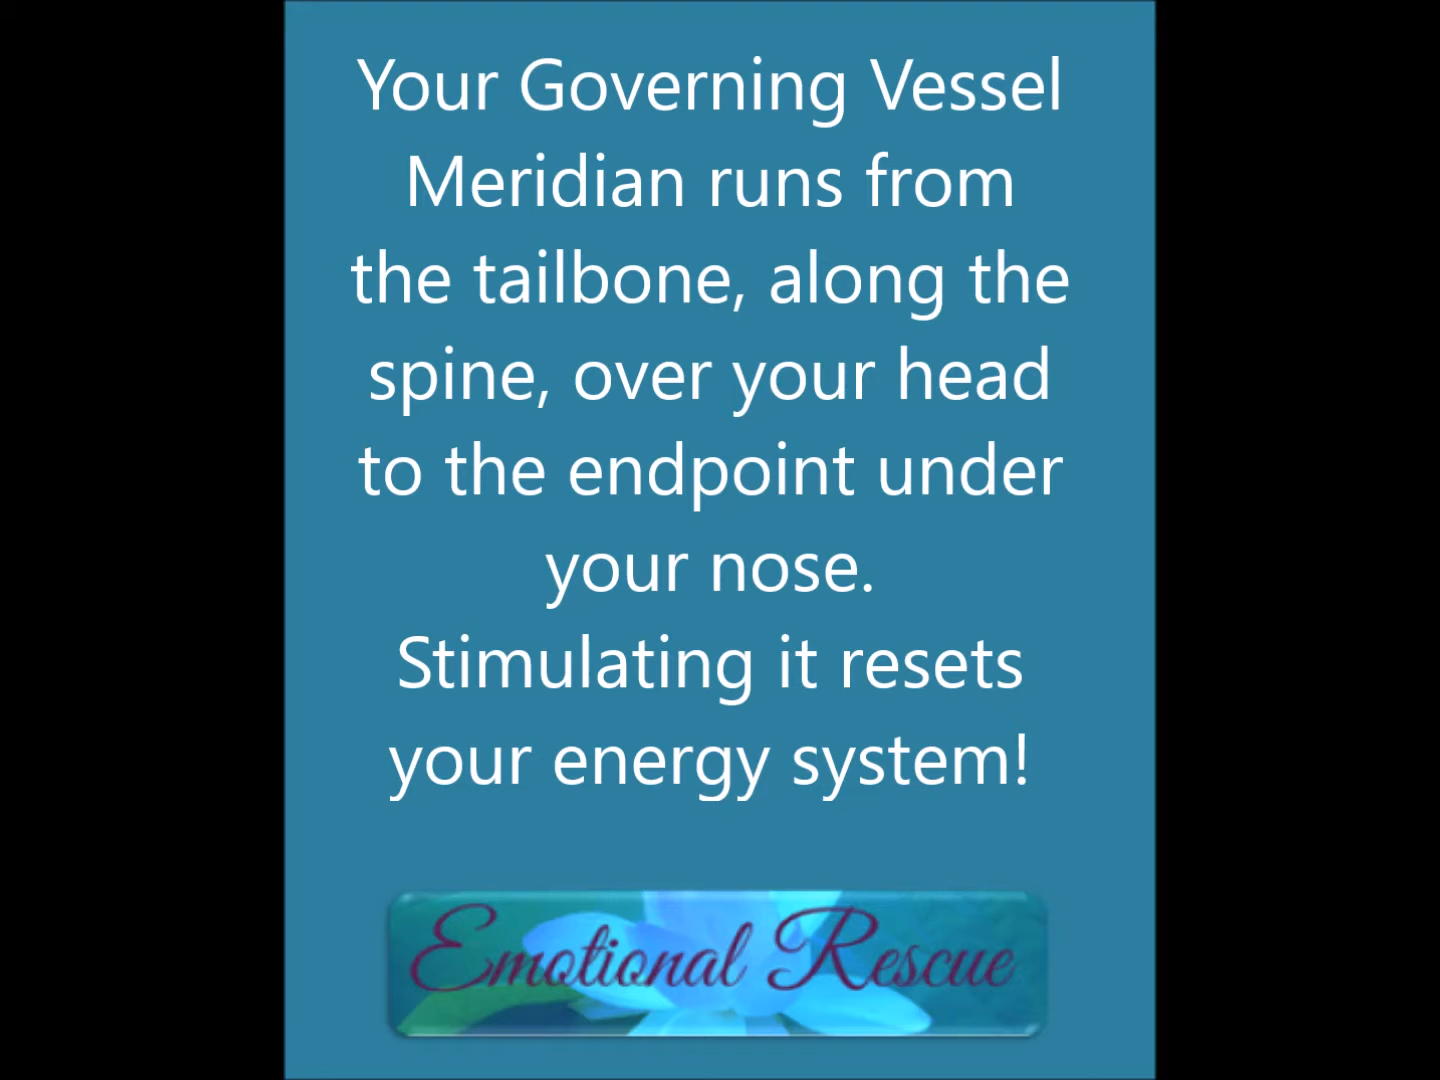 Your Governing Vessel
Meridian runs from
the tailbone, along the
spine, over your head
to the endpoint under
your nose.
Stimulating it resets
your energy system!
Emotional Rescue